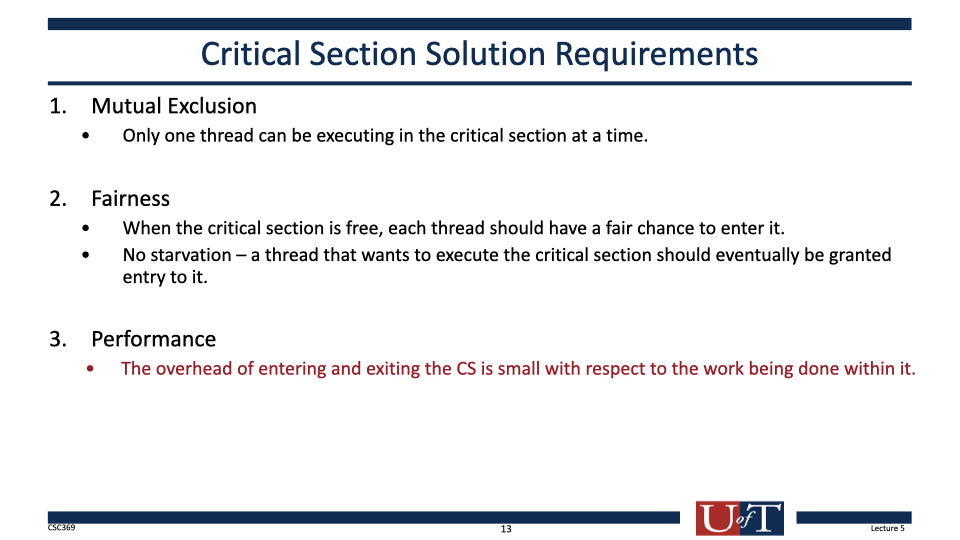 Critical Section Solution Requirements
1. Mutual Exclusion
• Only one thread can be executing in the critical section at a time.
2. Fairness
• When the critical section is free, each thread should have a fair chance to enter it.
• No starvation – a thread that wants to execute the critical section should eventually be granted
entry to it.
3. Performance
• The overhead of entering and exiting the CS is small with respect to the work being done within it.
CSC369
13
U of T
Lecture 5